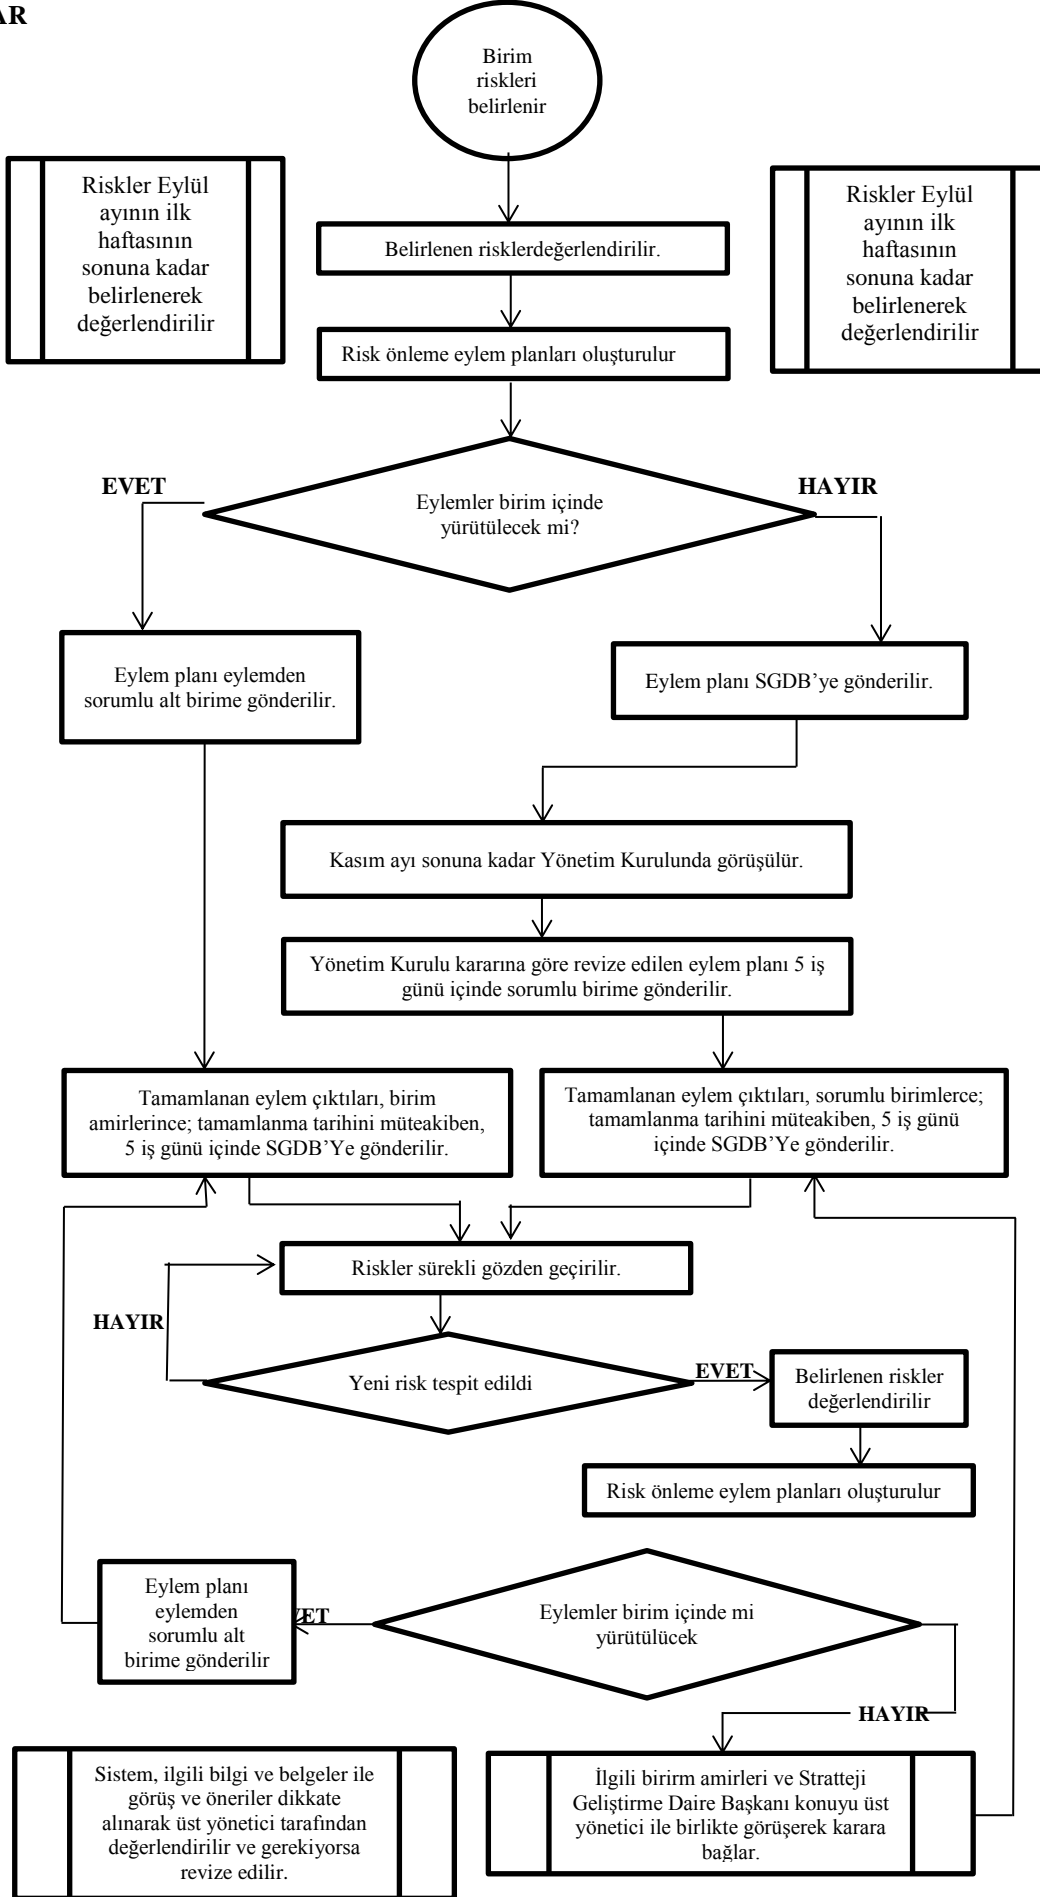 AR
Birim
riskleri
belirlenir
Riskler Eylül
ayının ilk
haftasının
sonuna kadar
belirlenerek
değerlendirilir
Riskler Eylül
ayının ilk
haftasının
sonuna kadar
belirlenerek
değerlendirilir
Belirlenen risklerdeğerlendirilir.
Risk önleme eylem planları oluşturulur
EVET
HAYIR
Eylemler birim içinde
yürütülecek mi?
Eylem planı eylemden
sorumlu alt birime gönderilir.
Eylem planı SGDB’ye gönderilir.
Kasım ayı sonuna kadar Yönetim Kurulunda görüşülür.
Yönetim Kurulu kararına göre revize edilen eylem planı 5 iş
günü içinde sorumlu birime gönderilir.
Tamamlanan eylem çıktıları, birim
amirlerince; tamamlanma tarihini müteakiben,
5 iş günü içinde SGDB’Ye gönderilir.
Tamamlanan eylem çıktıları, sorumlu birimlerce;
tamamlanma tarihini müteakiben, 5 iş günü
içinde SGDB’Ye gönderilir.
Riskler sürekli gözden geçirilir.
HAYIR
Yeni risk tespit edildi
EVET
Belirlenen riskler
değerlendirilir
Risk önleme eylem planları oluşturulur
Eylem planı
eylemden
sorumlu alt
birime gönderilir
VET
Eylemler birim içinde mi
yürütülücek
HAYIR
Sistem, ilgili bilgi ve belgeler ile
görüş ve öneriler dikkate
alınarak üst yönetici tarafından
değerlendirilir ve gerekiyorsa
revize edilir.
İlgili birirm amirleri ve Stratteji
Geliştirme Daire Başkanı konuyu üst
yönetici ile birlikte görüşerek karara
bağlar.